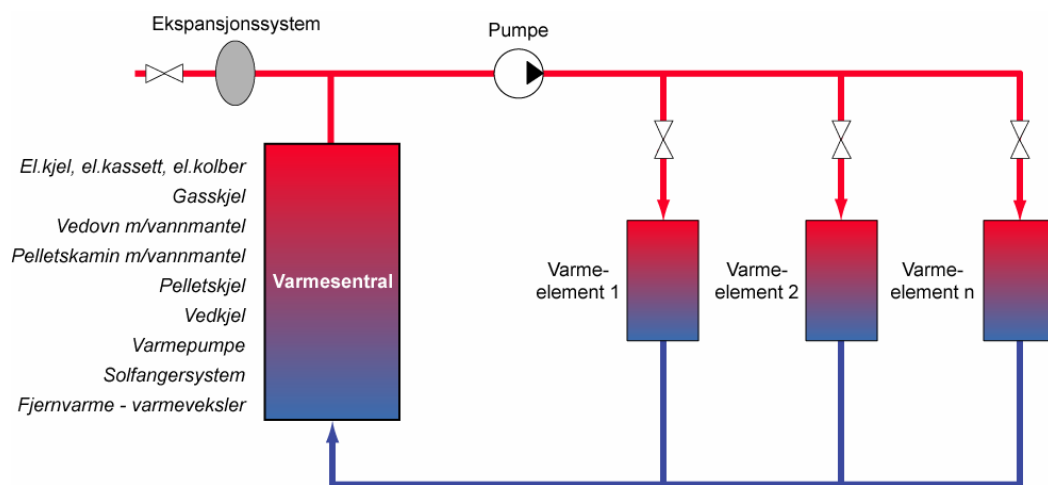 Ekspansjonssystem
Pumpe
El.kjel, el.kassett, el.kolber
Gasskjel
Vedovn m/vannmantel
Pelletskamin m/vannmantel
Pelletskjel
Vedkjel
Varmepumpe
Solfangersystem
Fjernvarme - varmeveksler
Varmesentral
Varme-
element 1
Varme-
element 2
Varme-
element n